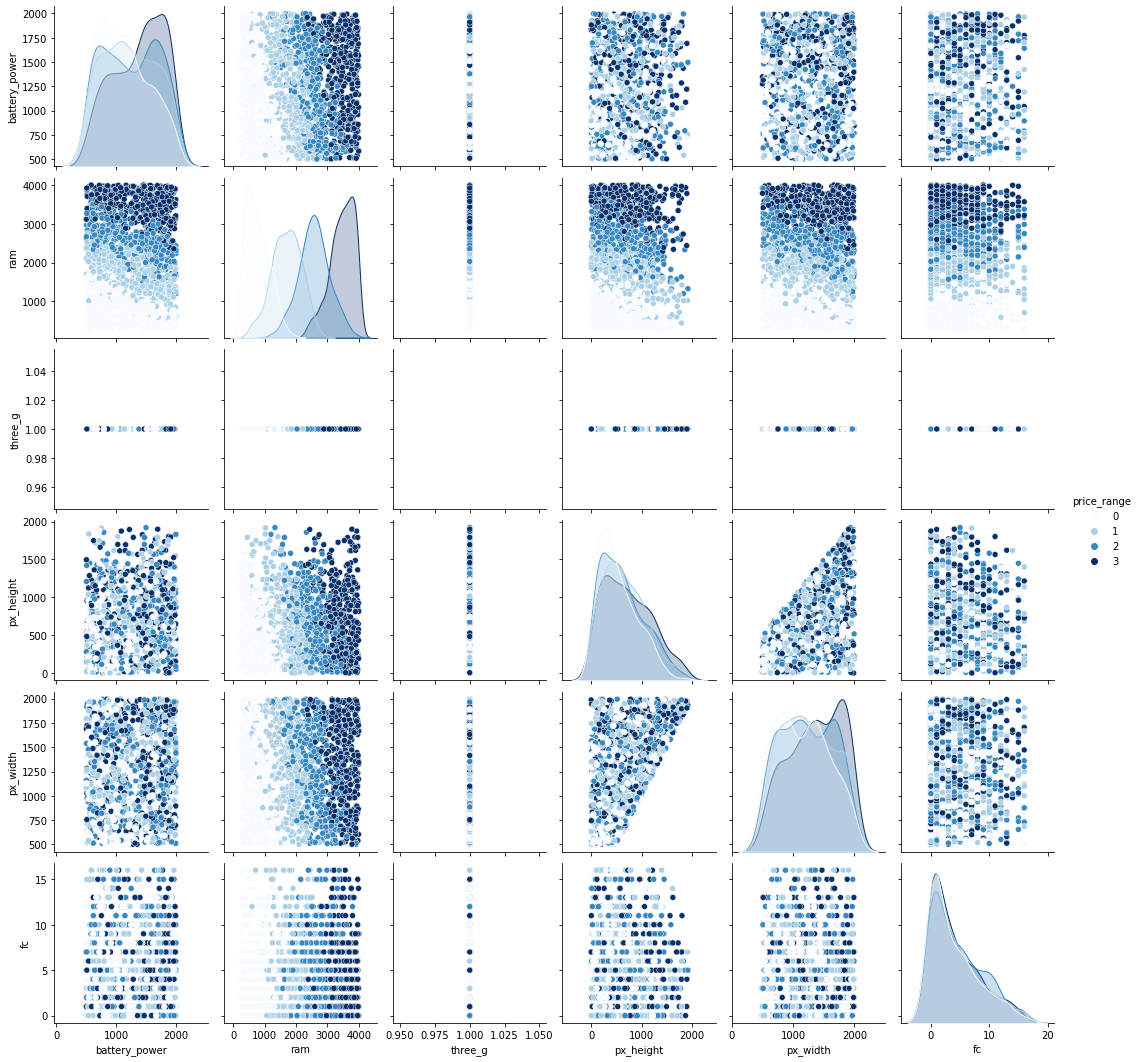 2000
1750
1500
1250
1000
750
500
battery_power
4000
3000
2000
1000
ram
1.04
1.02
1.00
0.98
0.96
three_g
2000
1500
1000
500
0
px_height
price_range
0
1
2
3
2000
1750
1500
1250
1000
750
500
px_width
15
10
5
0
fc
0 1000 2000
0 1000 2000 3000 4000
0.950 0.975 1.000 1.025 1.050
0 1000 2000
0 1000 2000
0 10 20
battery_power ram three_g px_height px_width fc